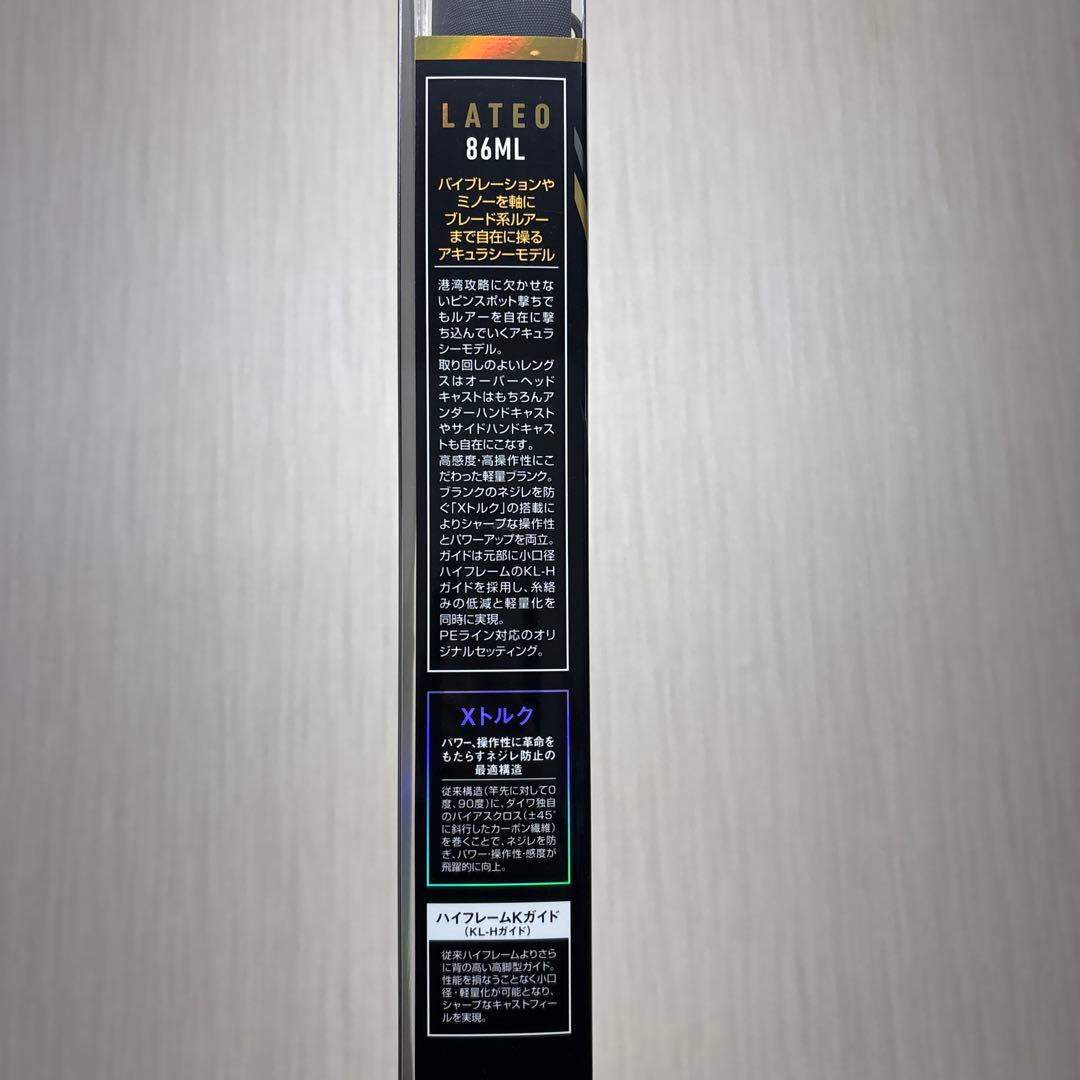 LATEO
86ML
バイブレーションや
ミノーを軸に
ブレード系ルアー
まで自在に操る
アキュラシーモデル
港湾攻略に欠かせな
いピンスポット撃ちで
もルアーを自在に撃
ち込んでいくアキュラ
シーモデル。
取り回しのよいレング
スはオーバーヘッド
キャストはもちろんア
ンダーハンドキャスト
やサイドハンドキャス
トも自在にこなす。
高感度・高操作性にこ
だわった軽量ブランク。
ブランクのネジレを防
ぐ「Xトルク」の搭載に
よりシャープな操作性
とパワーアップを両立。
ガイドは元部に小口径
ハイフレームのKL-H
ガイドを採用し、糸絡
みの低減と軽量化を
同時に実現。
PEライン対応のオリ
ジナルセッティング。
Xトルク
パワー、操作性に革命を
もたらすネジレ防止の
最適構造
従来構造(竿先に対して0
度、90度)に、ダイワ独自
のバイアスクロス(±45°
に斜行したカーボン繊維)
を巻くことで、ネジレを防
ぎ、パワー・操作性・感度が
飛躍的に向上。
ハイフレームKガイド
(KL-Hガイド)
従来ハイフレームよりさら
に背の高い高脚型ガイド。
性能を損なうことなく小口
径・軽量化が可能となり、
シャープなキャストフィー
ルを実現。